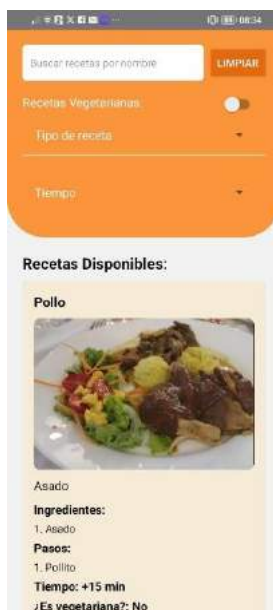 08:34
Buscar recetas por nombre
LIMPIAR
Recetas Vegetarianas:
Tipo de receta
Tiempo
Recetas Disponibles:
Pollo
Asado
Ingredientes:
1. Asado
Pasos:
1. Pollito
Tiempo: +15 min
¿Es vegetariana?: No